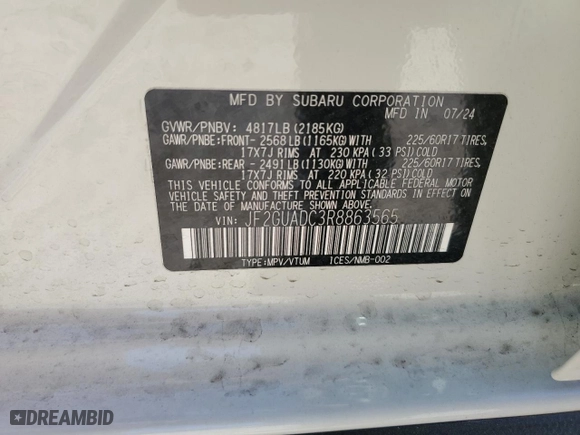 MFD BY SUBARU CORPORATION
MFD IN 07/24
GVWR/PNBV: 4817LB (2185KG)
GAWR/PNBE:FRONT- 2568LB (1165KG)WITH 225/60R17 TIRES,
17X7J RIMS AT 230 KPA( 33 PSI)COLD
GAWR/PNBE:REAR - 2491LB (1130KG)WITH 225/60R17 TIRES,
17X7J RIMS AT 220 KPA( 32 PSI)COLD
THIS VEHICLE CONFORMS TO ALL APPLICABLE FEDERAL MOTOR
VEHICLE SAFETY AND THEFT PREVENTION STANDARDS IN EFFECT
ON THE DATE OF MANUFACTURE SHOWN ABOVE.
VIN: JF2GUADC3R8863565
TYPE:MPV/VTUM ICES/NMB-002
DREAMBID